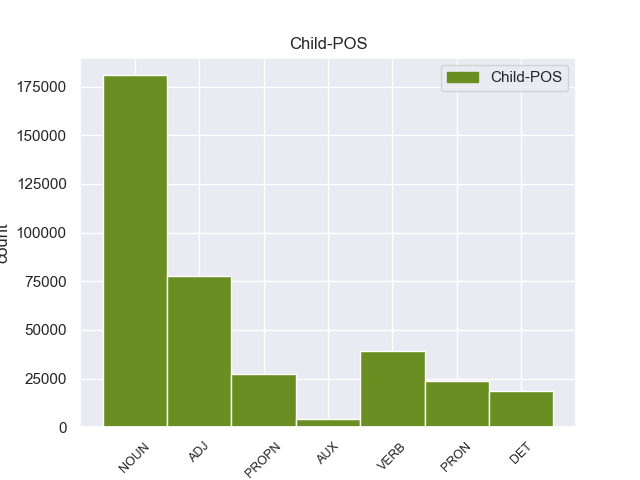 Child-POS
Child-POS
175000
150000
125000
100000
75000
50000
25000
0
count
NOUN
ADJ
PROPN
AUX
VERB
PRON
DET